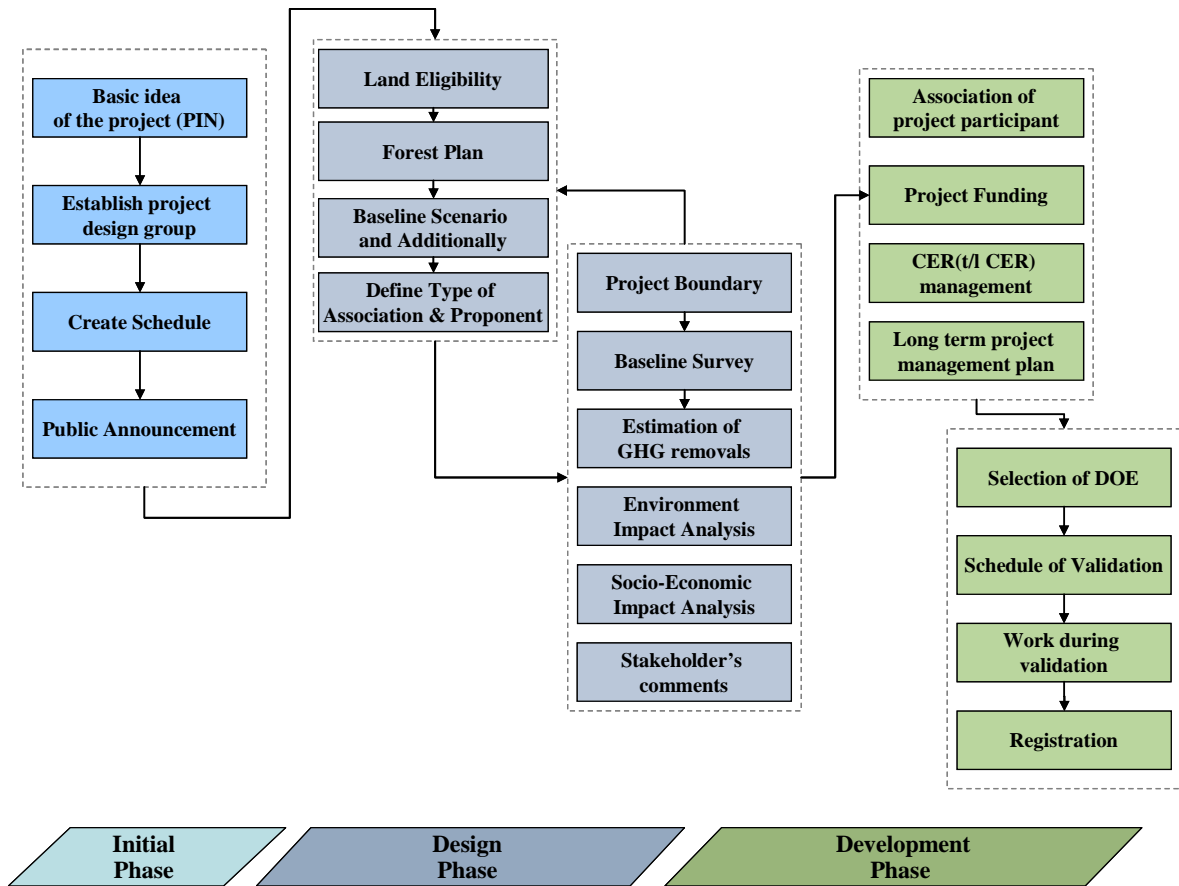 Basic idea
of the project (PIN)
Establish project
design group
Create Schedule
Public Announcement
Land Eligibility
Forest Plan
Baseline Scenario
and Additionally
Define Type of
Association & Proponent
Project Boundary
Baseline Survey
Estimation of
GHG removals
Environment
Impact Analysis
Socio-Economic
Impact Analysis
Stakeholder's
comments
Association of
project participant
Project Funding
CER(t/l CER)
management
Long term project
management plan
Selection of DOE
Schedule of Validation
Work during
validation
Registration
Initial
Phase
Design
Phase
Development
Phase